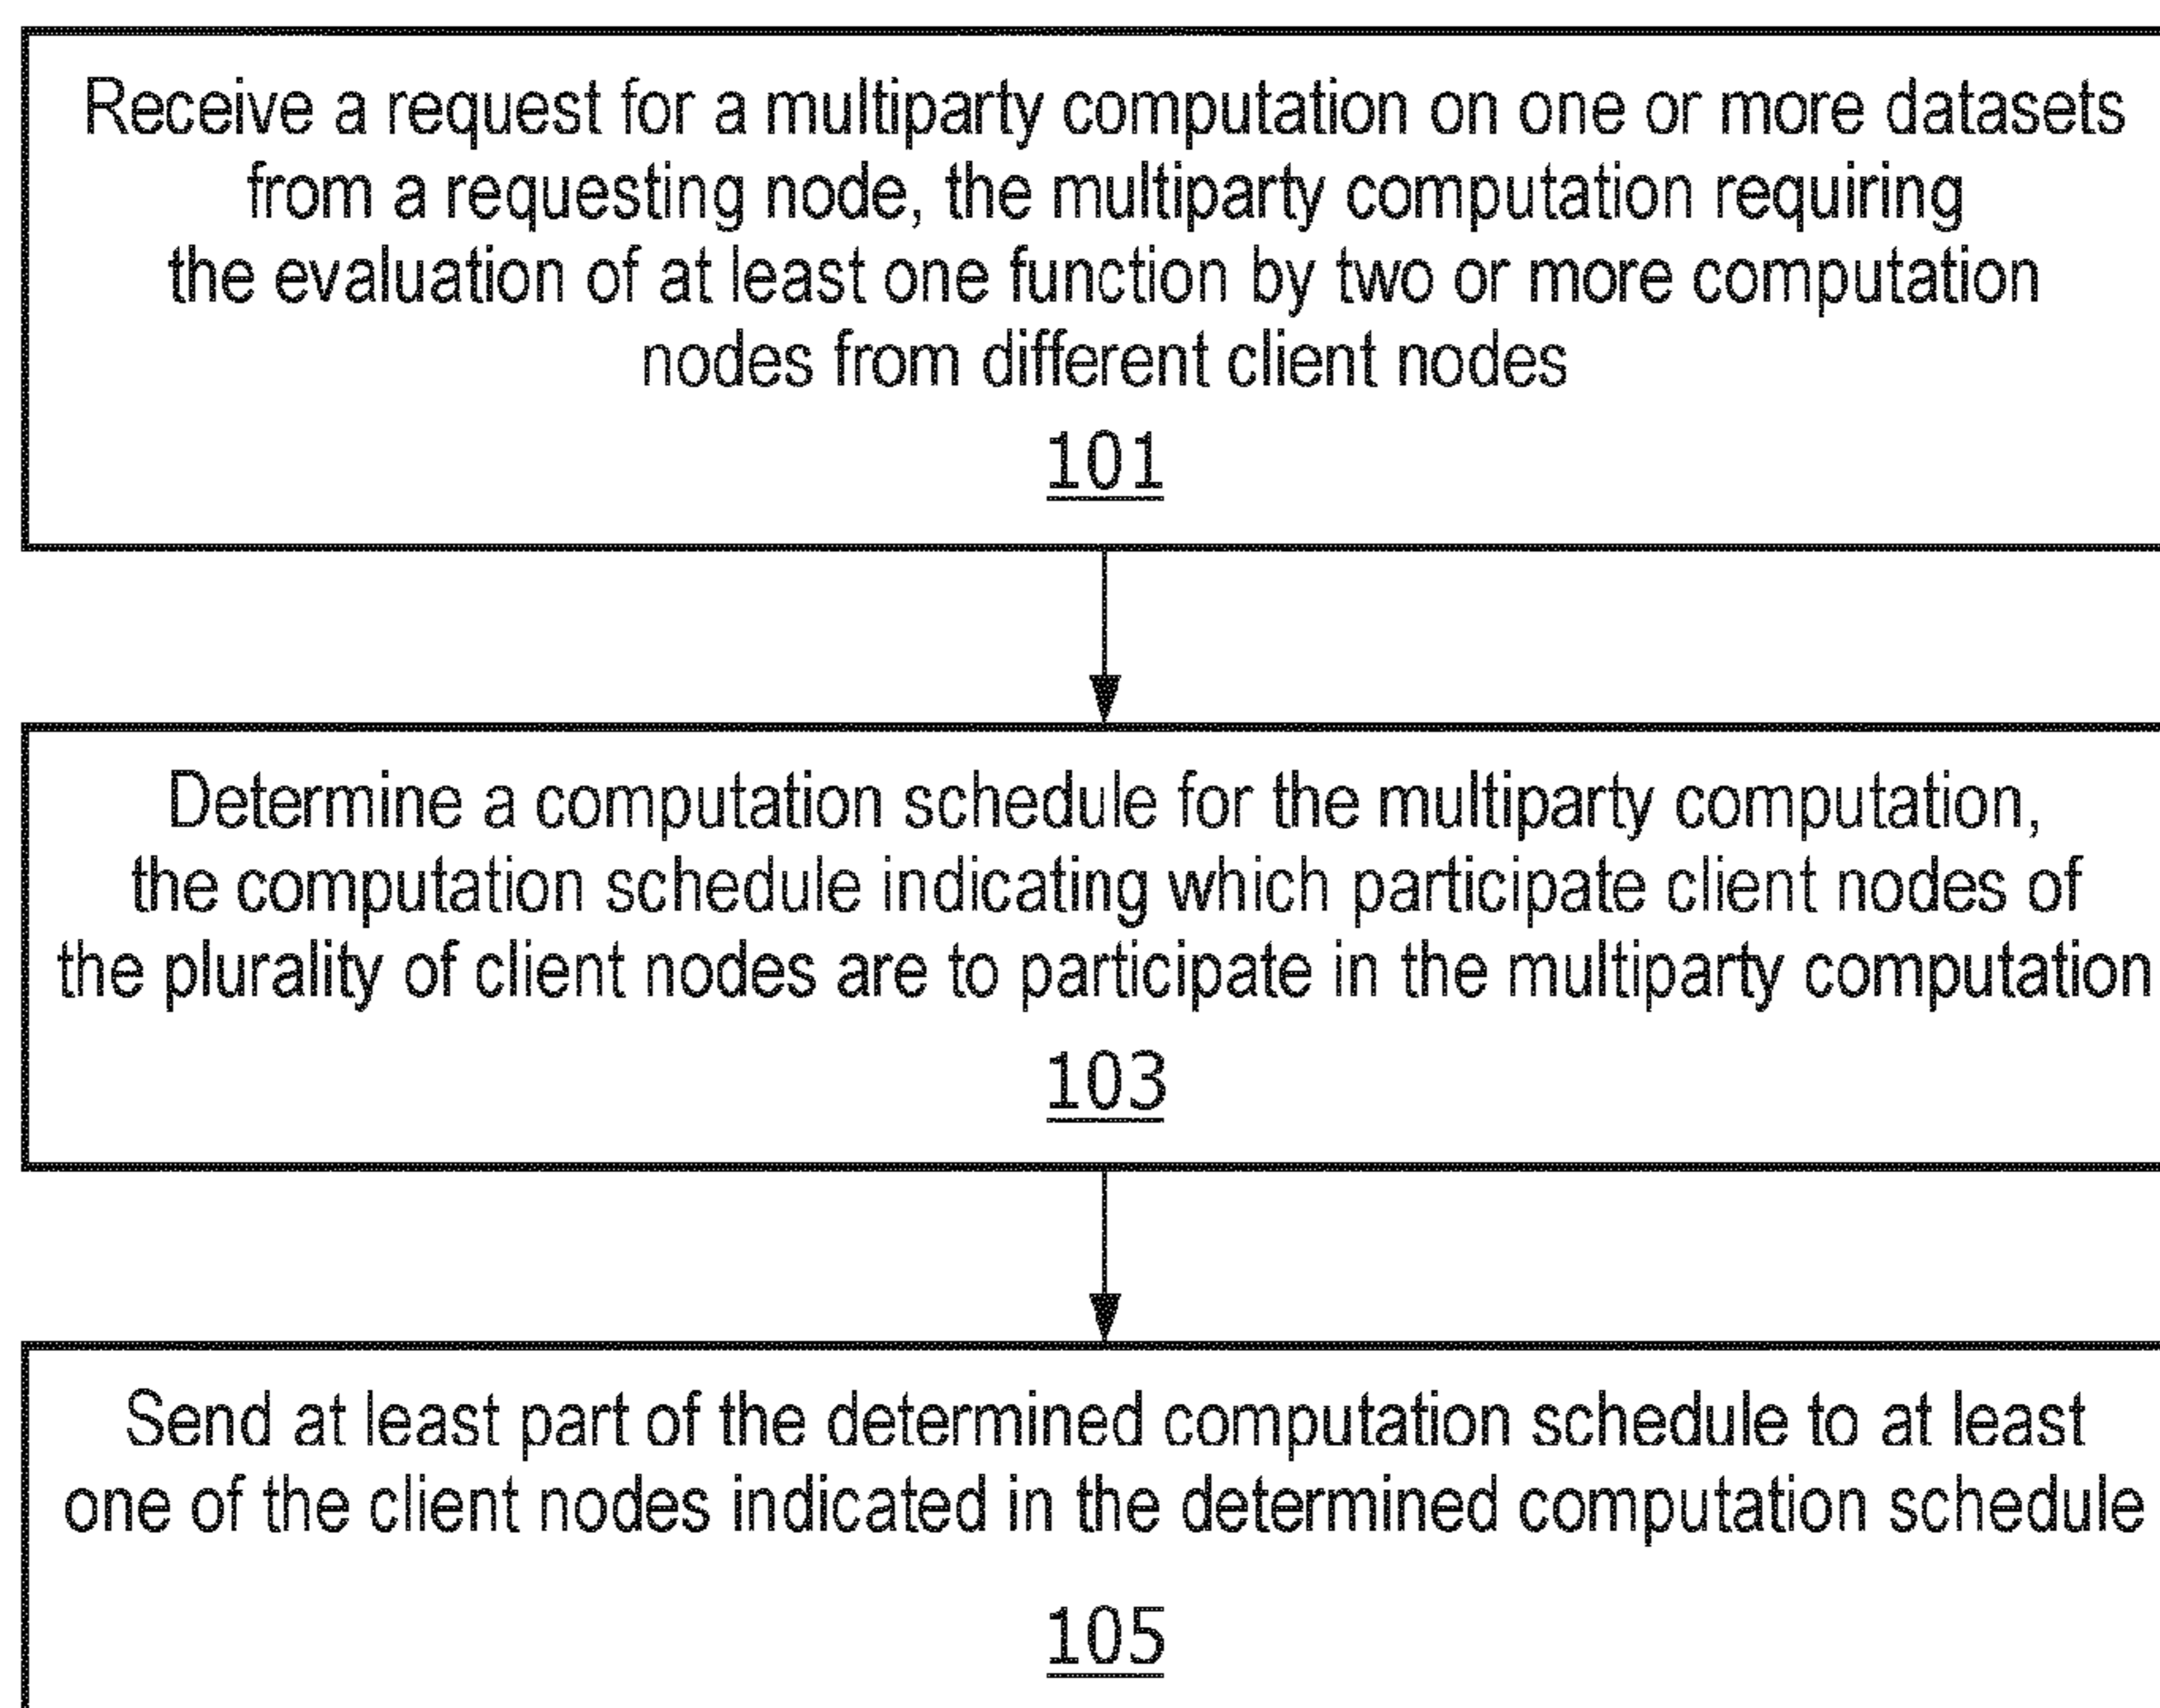 Receive a request for a multiparty computation on one or more datasets
from a requesting node, the multiparty computation requiring
the evaluation of at least one function by two or more computation
nodes from different client nodes
101
Determine a computation schedule for the multiparty computation,
the computation schedule indicating which participate client nodes of
the plurality of client nodes are to participate in the multiparty computation
103
Send at least part of the determined computation schedule to at least
one of the client nodes indicated in the determined computation schedule
105